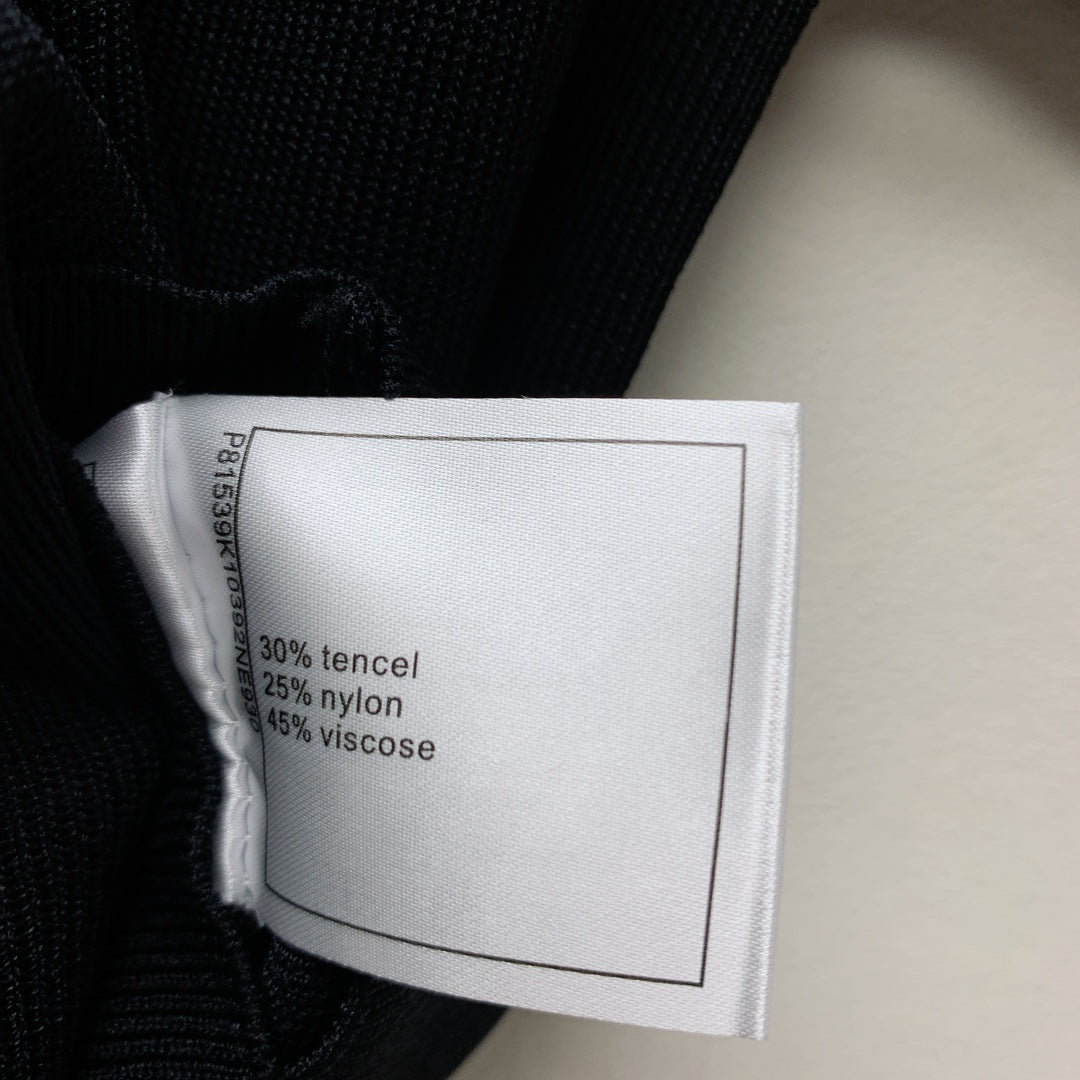 P81539K10392NE930
30% tencel
25% nylon
45% viscose